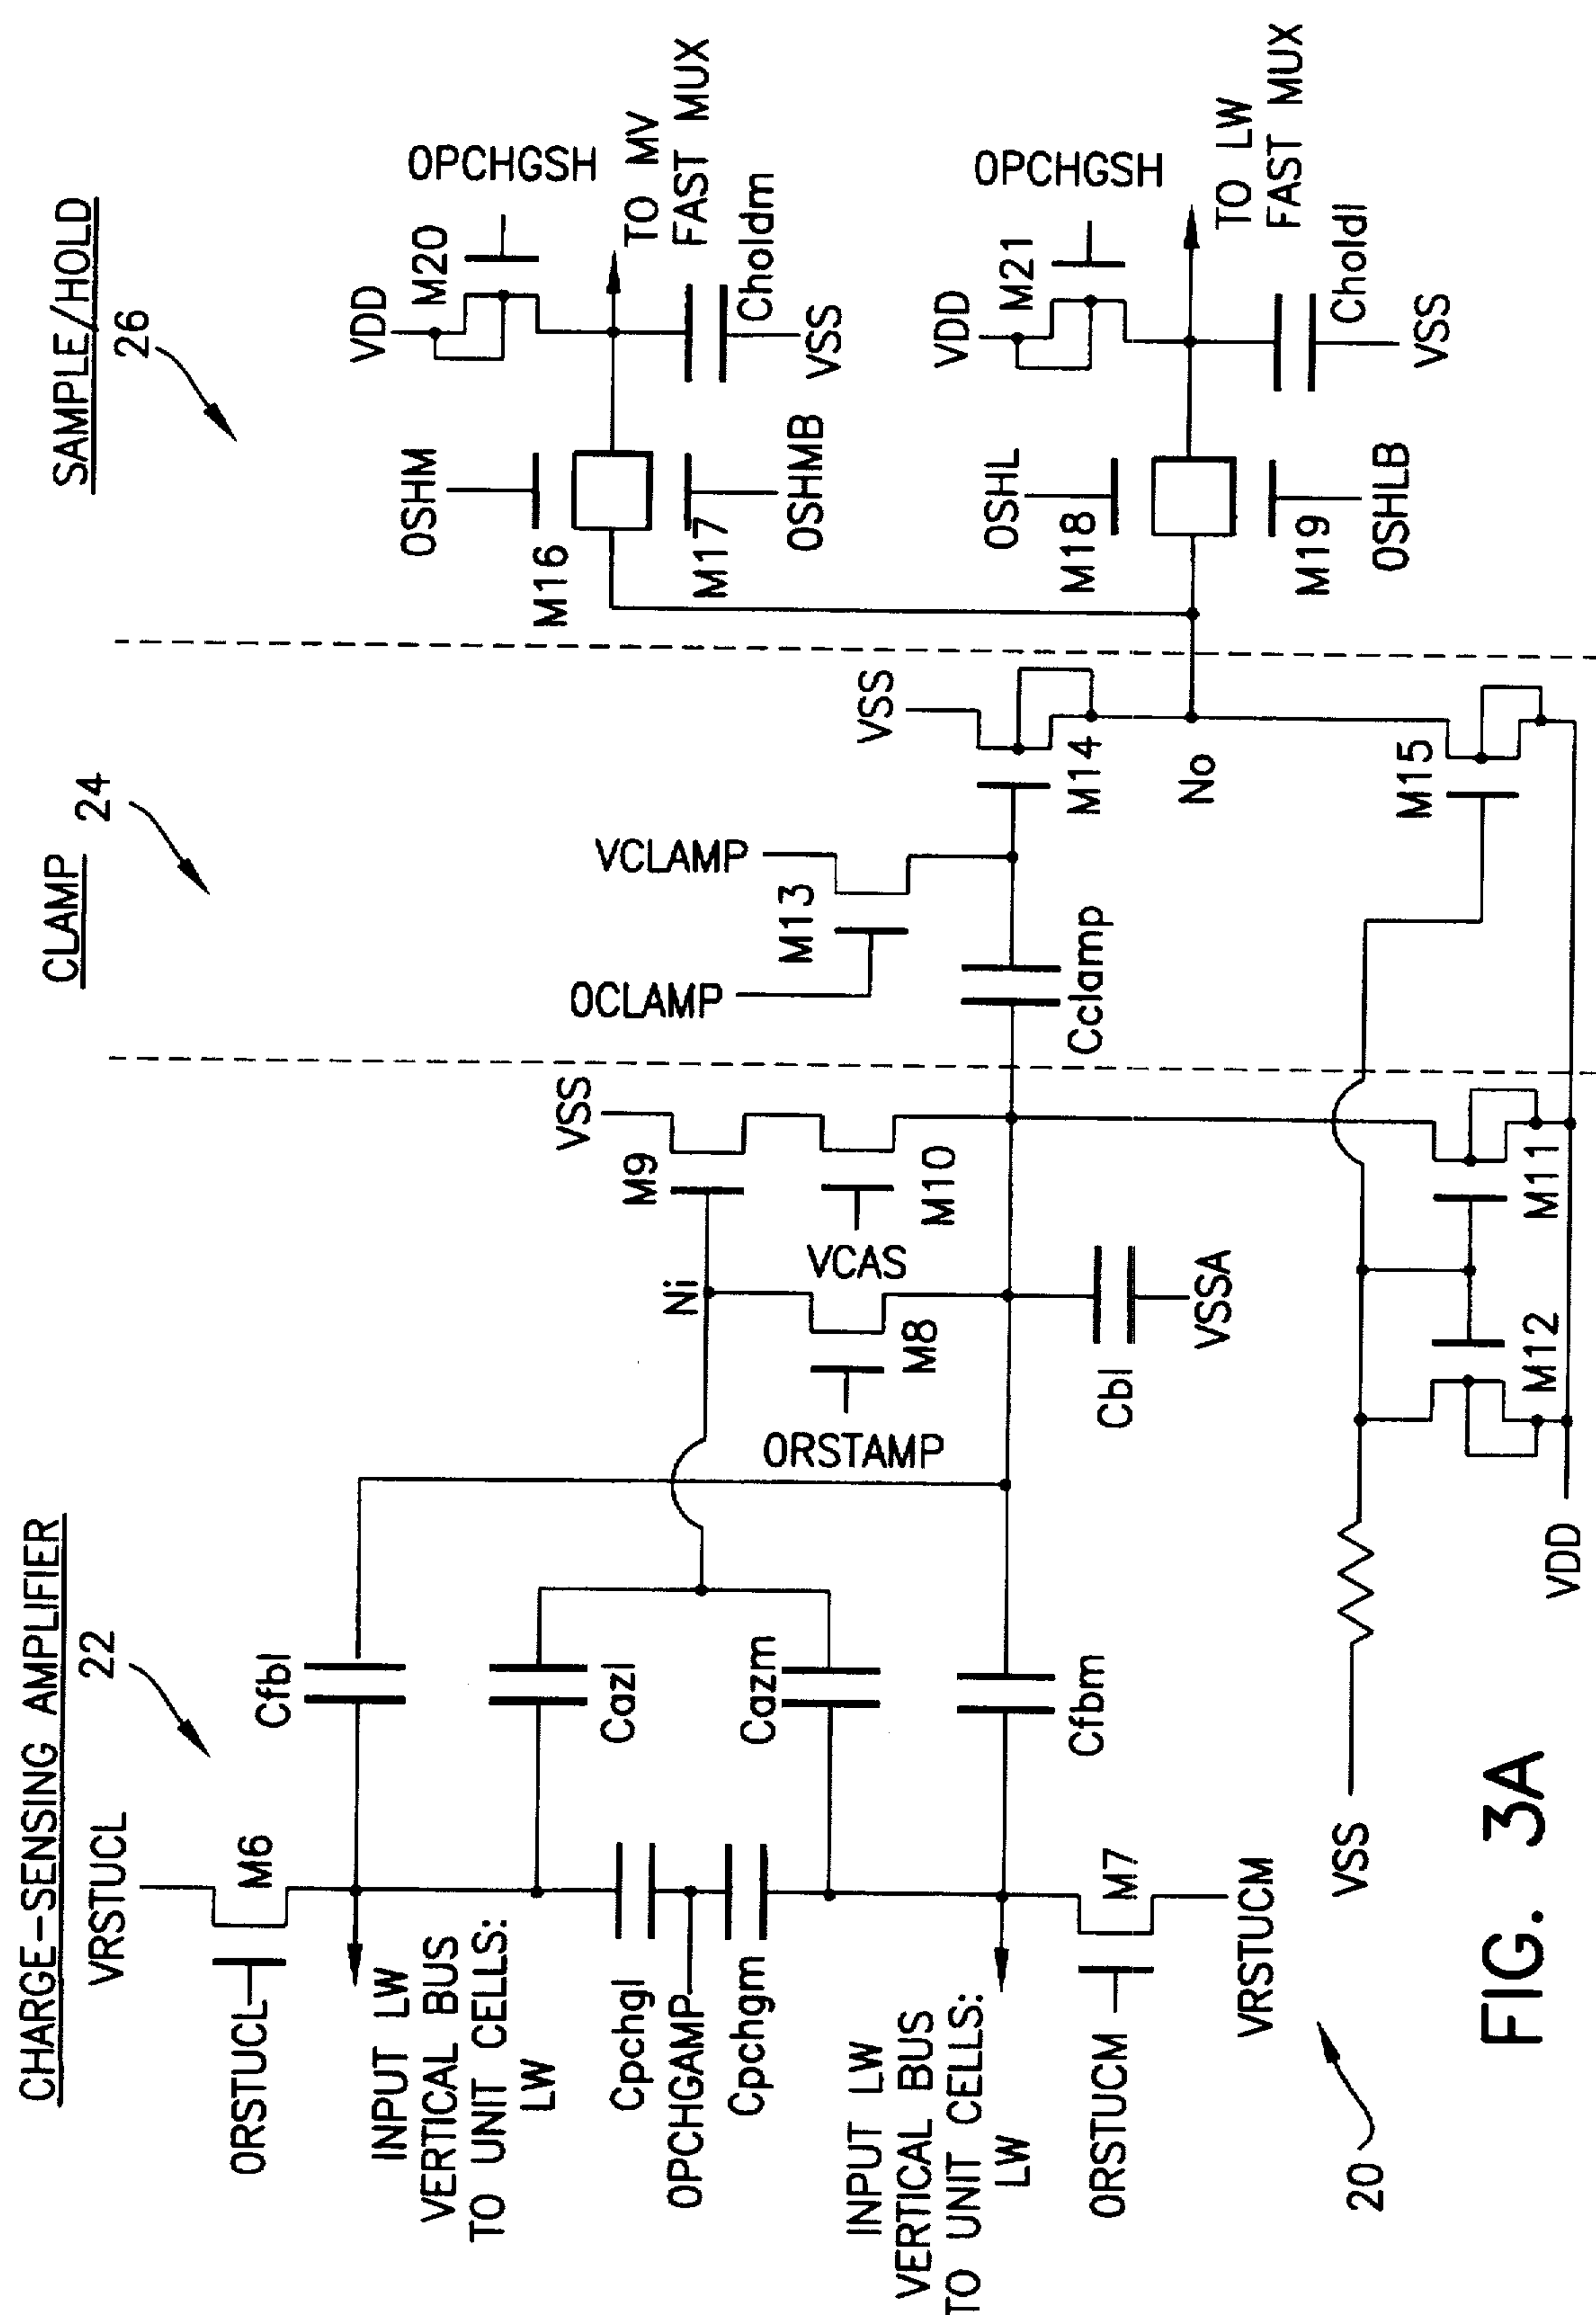 CHARGE-SENSING AMPLIFIER
22
CLAMP
24
SAMPLE/HOLD
26
VRSTUCL
M6
ORSTUCL
INPUT LW
VERTICAL BUS
TO UNIT CELLS:
LW
Cfbl
Cazl
Cpchgl
OPCHGAMP
Cpchgm
Cazm
Cfbm
INPUT LW
VERTICAL BUS
TO UNIT CELLS:
LW
ORSTUCM
M7
VRSTUCM
Ni
ORSTAMP
M8
VSS
M9
VCAS
M10
Cbl
VSSA
VSS
VDD
M12
M11
OCLAMP
VCLAMP
M13
Cclamp
VSS
M14
No
M15
OSHM
M16
M17
OSHMB
VDD
M20
OPCHGSH
TO MV
FAST MUX
Choldm
VSS
OSHL
M18
M19
OSHLB
VDD
M21
OPCHGSH
TO LW
FAST MUX
Choldl
VSS
20
FIG. 3A